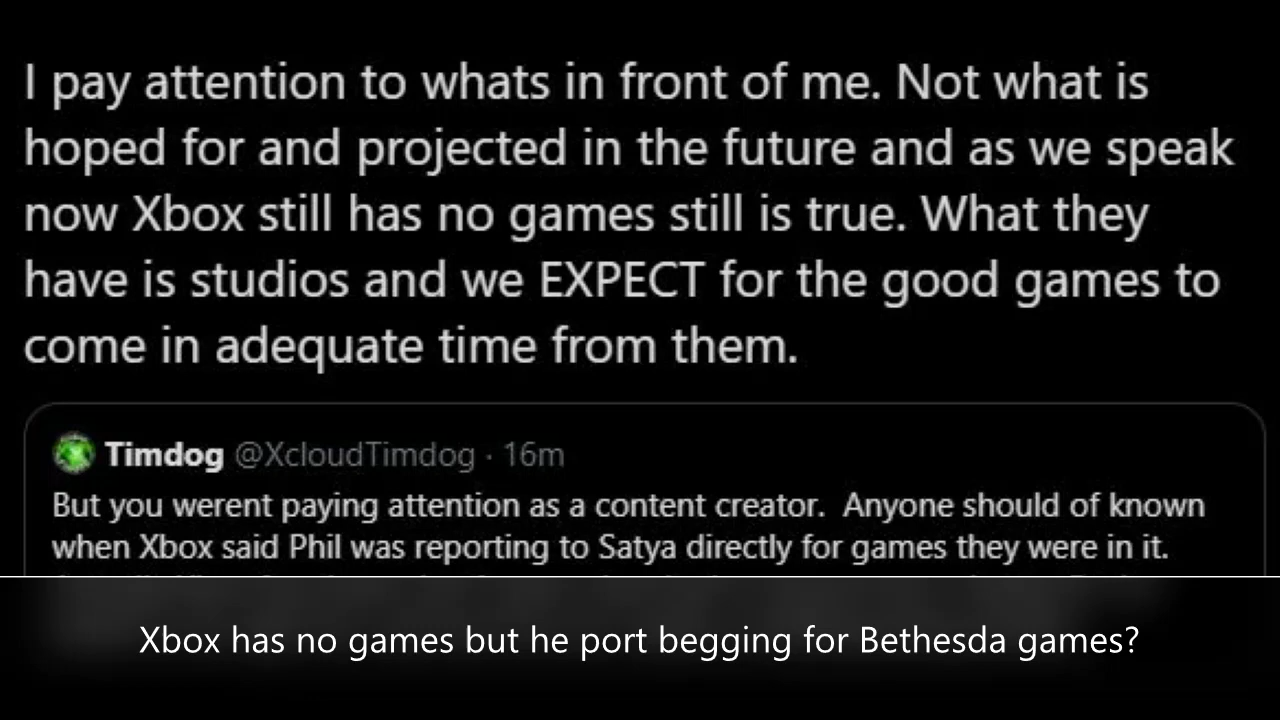 I pay attention to whats in front of me. Not what is
hoped for and projected in the future and as we speak
now Xbox still has no games still is true. What they
have is studios and we EXPECT for the good games to
come in adequate time from them.
Timdog @XcloudTimdog · 16m
But you werent paying attention as a content creator.  Anyone should of known
when Xbox said Phil was reporting to Satya directly for games they were in it.
Xbox has no games but he port begging for Bethesda games?